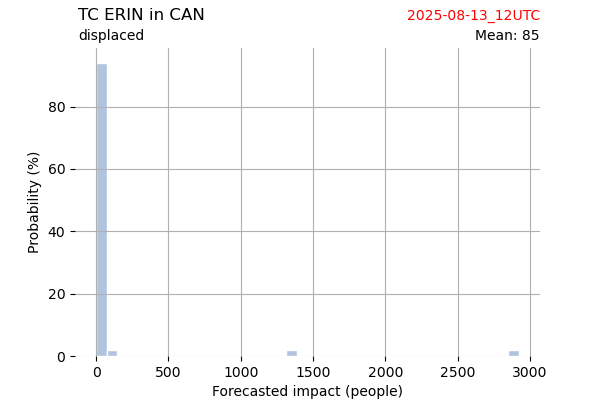 TC ERIN in CAN
2025-08-13_12UTC
displaced
Mean: 85
Probability (%)
80
60
40
20
0
0 500 1000 1500 2000 2500 3000
Forecasted impact (people)